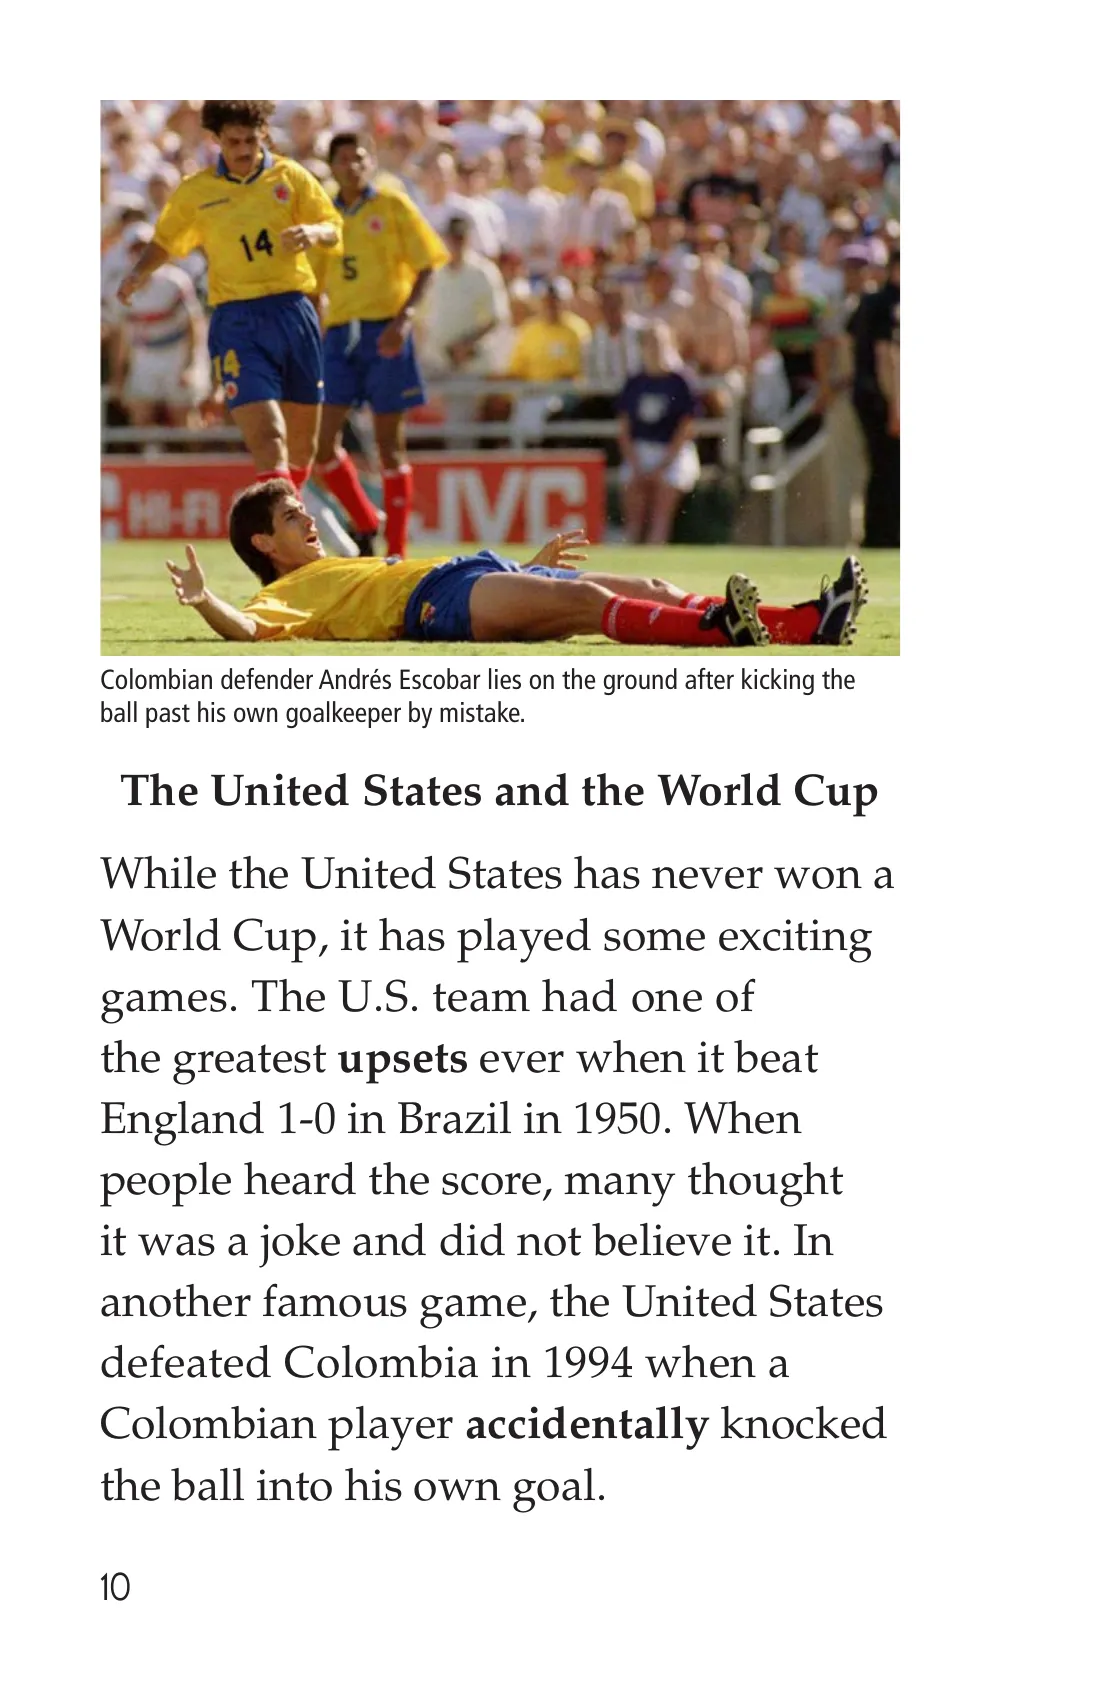 14
5
14
C HI-FI JVC
Colombian defender Andrés Escobar lies on the ground after kicking the
ball past his own goalkeeper by mistake.
The United States and the World Cup
While the United States has never won a
World Cup, it has played some exciting
games. The U.S. team had one of
the greatest upsets ever when it beat
England 1-0 in Brazil in 1950. When
people heard the score, many thought
it was a joke and did not believe it. In
another famous game, the United States
defeated Colombia in 1994 when a
Colombian player accidentally knocked
the ball into his own goal.
10